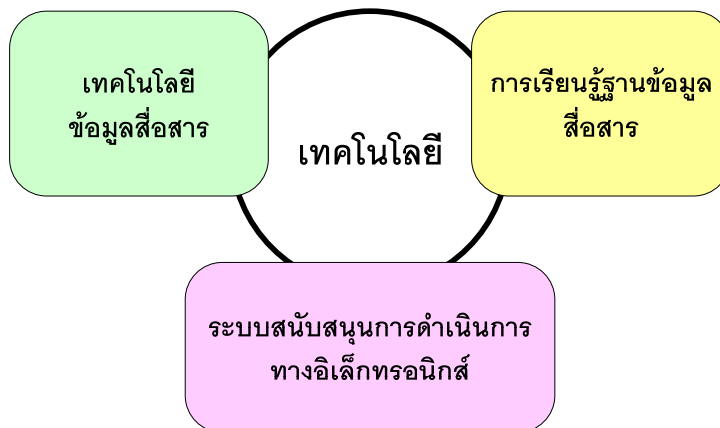 เทคโนโลยี
ข้อมูลสื่อสาร
การเรียนรู้ฐานข้อมูล
สื่อสาร
เทคโนโลยี
ระบบสนับสนุนการดำเนินการ
ทางอิเล็กทรอนิกส์